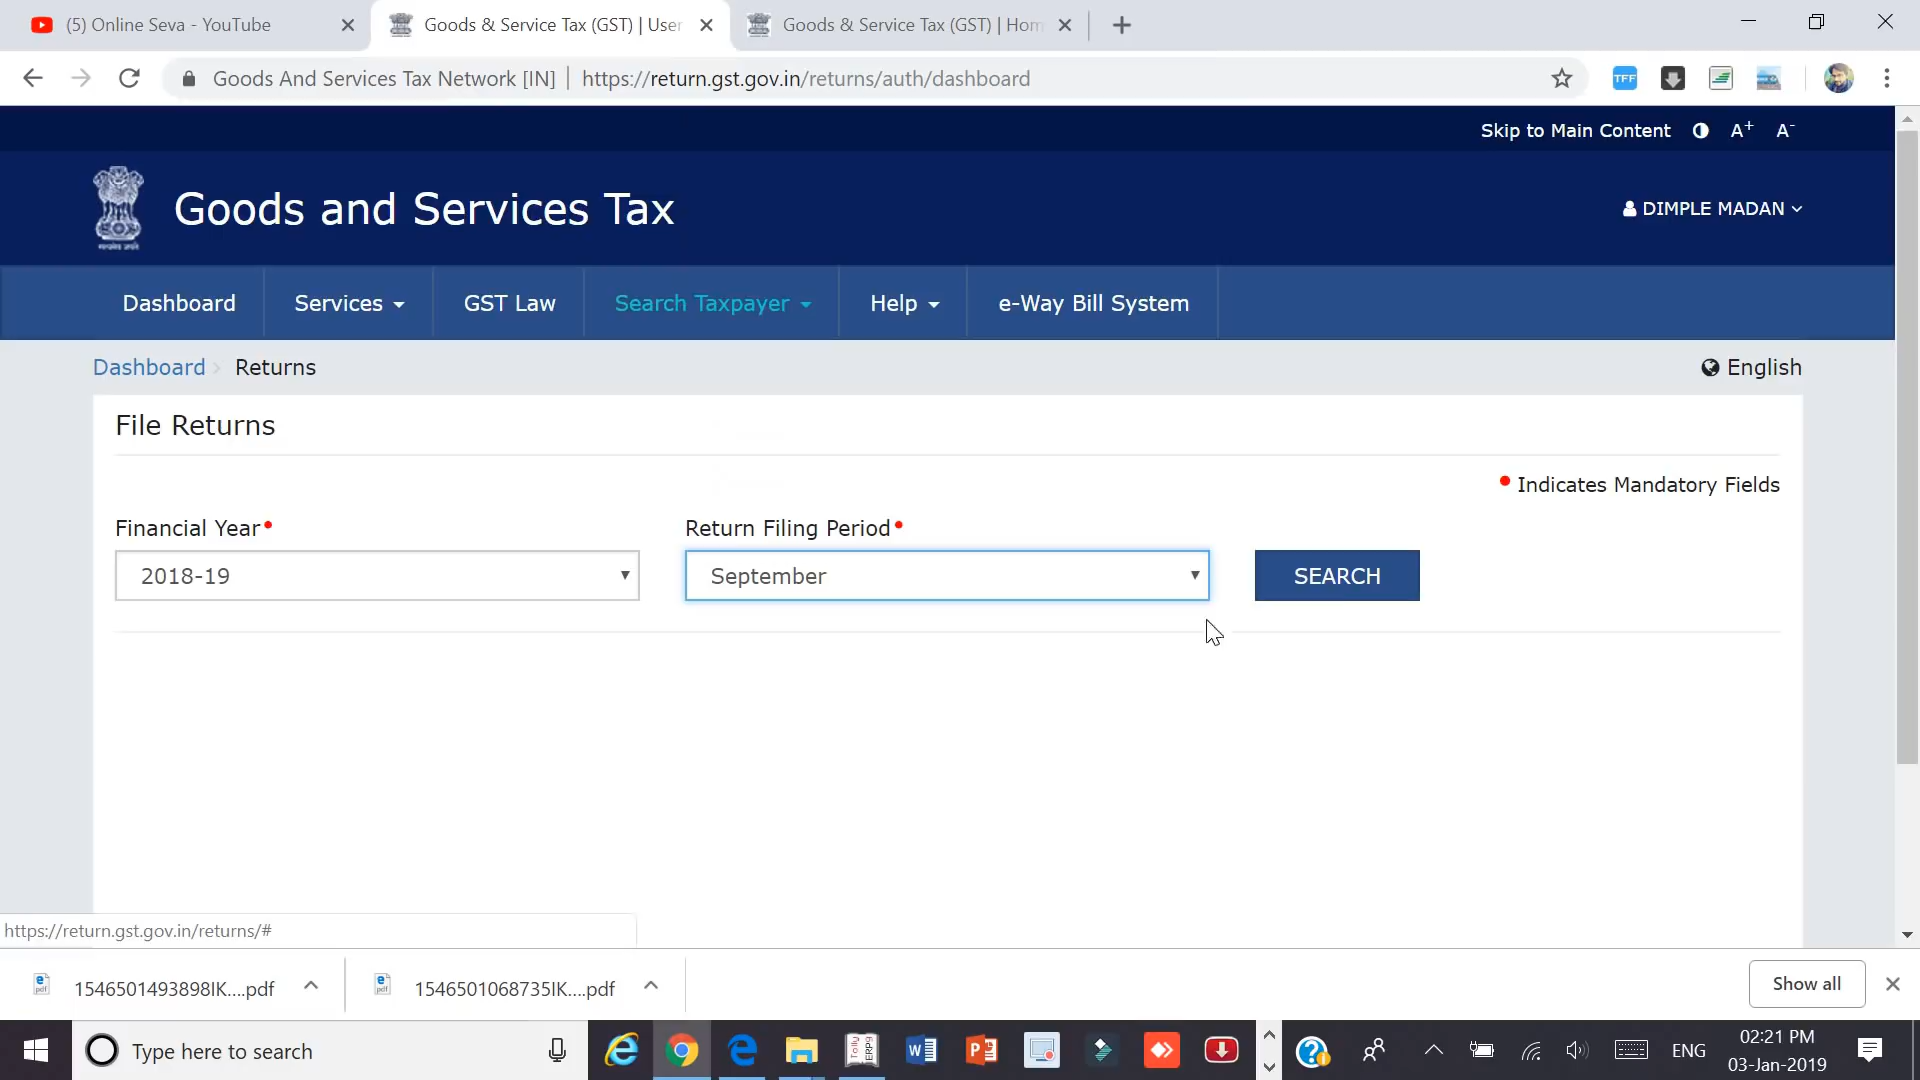 (5) Online Seva - YouTube
Goods & Service Tax (GST) | User
Goods & Service Tax (GST) | Hom
Goods And Services Tax Network [IN] | https://return.gst.gov.in/returns/auth/dashboard
TFF
Skip to Main Content A+ A-
Goods and Services Tax
DIMPLE MADAN
Dashboard Services GST Law Search Taxpayer Help e-Way Bill System
Dashboard Returns
English
File Returns
Indicates Mandatory Fields
Financial Year Return Filing Period
2018-19 September SEARCH
https://return.gst.gov.in/returns/#
1546501493898IK....pdf
1546501068735IK....pdf
Show all
Type here to search
ENG
02:21 PM
03-Jan-2019